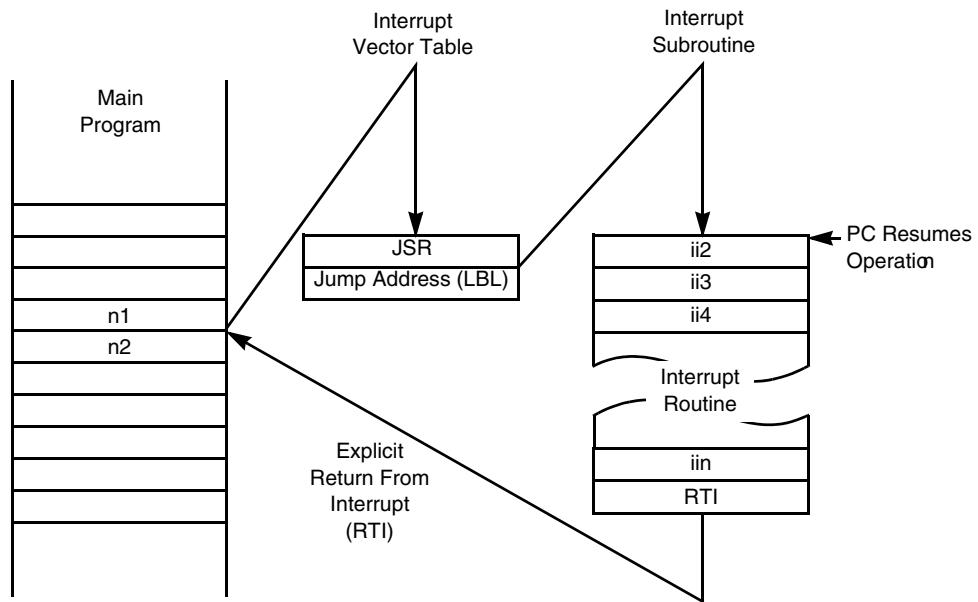 Interrupt
Vector Table
Interrupt
Subroutine
Main
Program
JSR
Jump Address (LBL)
ii2
ii3
ii4
PC Resumes
Operation
n1
n2
Interrupt
Routine
Explicit
Return From
Interrupt
(RTI)
iin
RTI